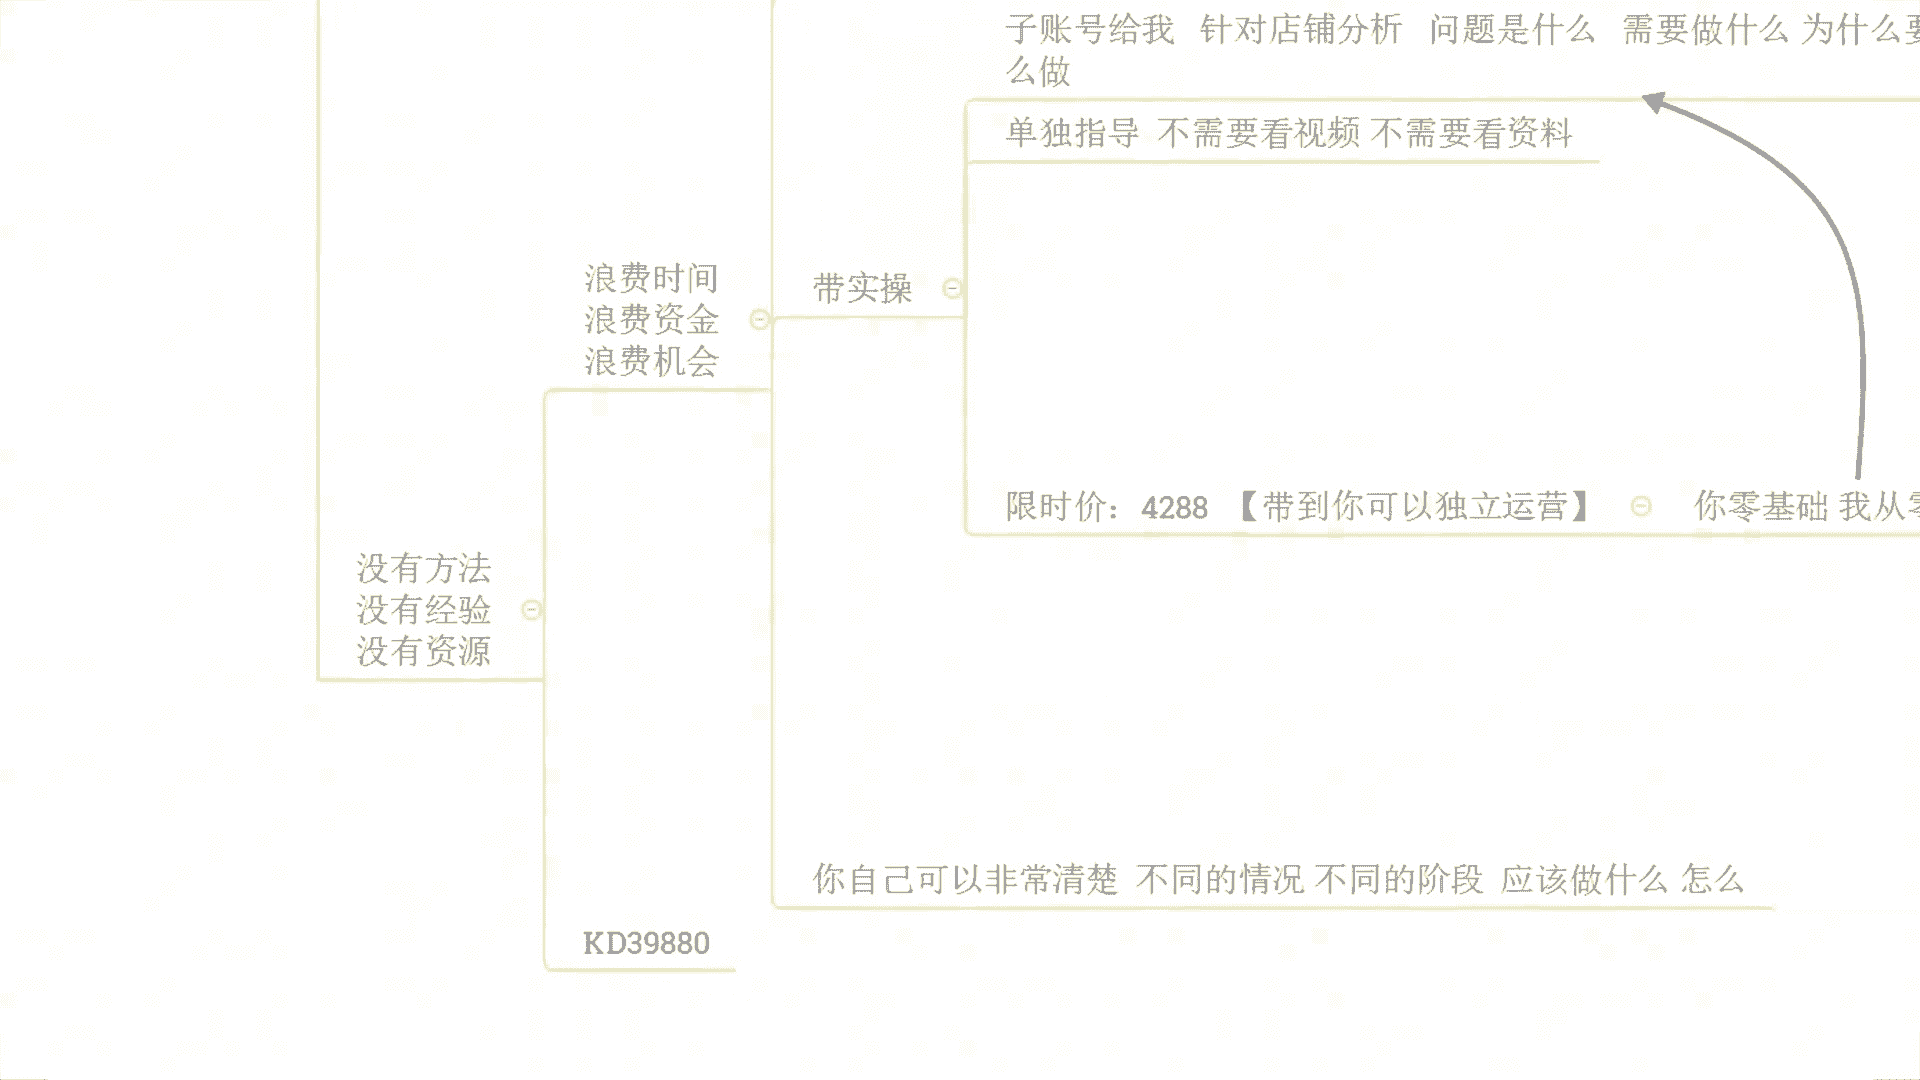 子账号给我 针对店铺分析 问题是什么 需要做什么 为什么要
么做
单独指导 不需要看视频 不需要看资料
浪费时间
浪费资金
浪费机会
带实操
限时价：4288 【带到你可以独立运营】
你零基础 我从零
没有方法
没有经验
没有资源
你自己可以非常清楚 不同的情况 不同的阶段 应该做什么 怎么
KD39880